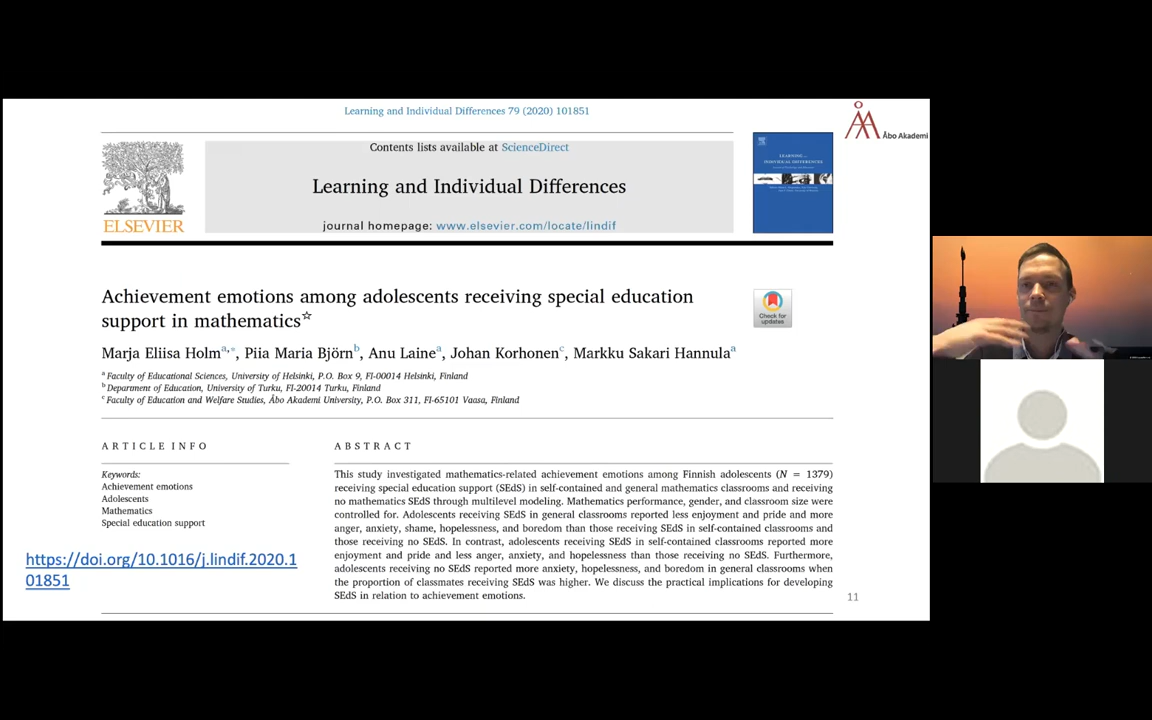 Learning and Individual Differences 79 (2020) 101851
Åbo Akademi
Contents lists available at ScienceDirect
Learning and Individual Differences
journal homepage: www.elsevier.com/locate/lindif
ELSEVIER
LEARNING AND
INDIVIDUAL DIFFERENCES
Achievement emotions among adolescents receiving special education
support in mathematics☆
Check for
updates
Marja Eliisa Holmᵃ,*, Piia Maria Björnᵇ, Anu Laineᵃ, Johan Korhonenᶜ, Markku Sakari Hannulaᵃ
ᵃ Faculty of Educational Sciences, University of Helsinki, P.O. Box 9, FI-00014 Helsinki, Finland
ᵇ Department of Education, University of Turku, FI-20014 Turku, Finland
ᶜ Faculty of Education and Welfare Studies, Åbo Akademi University, P.O. Box 311, FI-65101 Vaasa, Finland
ARTICLE INFO
Keywords:
Achievement emotions
Adolescents
Mathematics
Special education support
ABSTRACT
This study investigated mathematics-related achievement emotions among Finnish adolescents (N = 1379)
receiving special education support (SEdS) in self-contained and general mathematics classrooms and receiving
no mathematics SEdS through multilevel modeling. Mathematics performance, gender, and classroom size were
controlled for. Adolescents receiving SEdS in general classrooms reported less enjoyment and pride and more
anger, anxiety, shame, hopelessness, and boredom than those receiving SEdS in self-contained classrooms and
those receiving no SEdS. In contrast, adolescents receiving SEdS in self-contained classrooms reported more
enjoyment and pride and less anger, anxiety, and hopelessness than those receiving no SEdS. Furthermore,
adolescents receiving no SEdS reported more anxiety, hopelessness, and boredom in general classrooms when
the proportion of classmates receiving SEdS was higher. We discuss the practical implications for developing
SEdS in relation to achievement emotions.
https://doi.org/10.1016/j.lindif.2020.1
01851
11